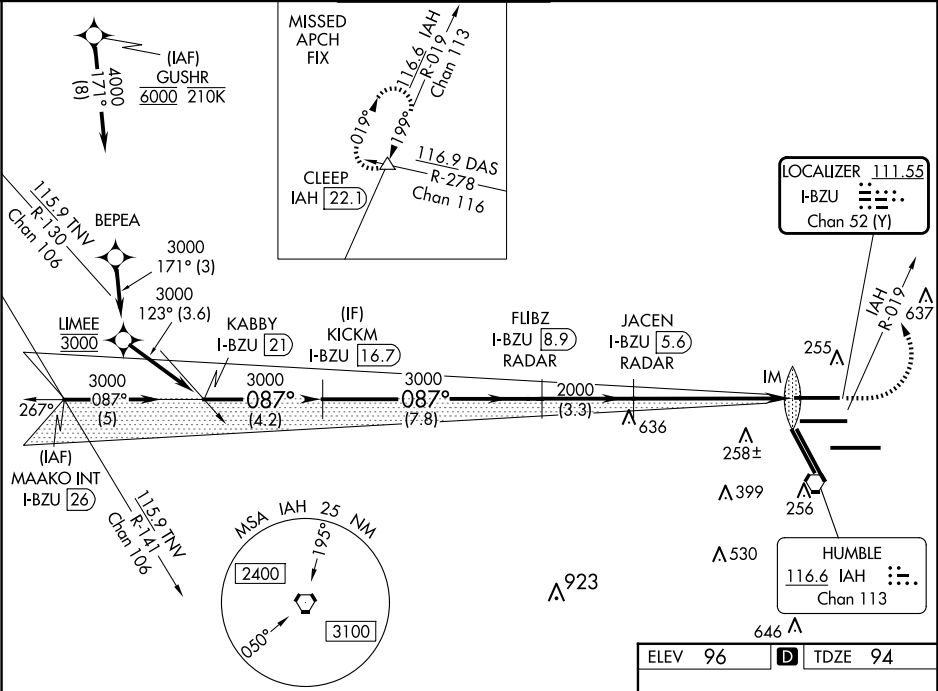 MISSED
APCH
FIX
116.6 IAH
R-019
Chan 113
019°
199°
116.9 DAS
R-278
Chan 116
CLEEP
IAH 22.1
(IAF)
GUSHR
6000 210K
4000
171°
(8)
LOCALIZER 111.55
I-BZU
Chan 52 (Y)
115.9 TNV
R-130
Chan 106
BEPEA
3000
171° (3)
3000
123° (3.6)
LIMEE
3000
KABBY
I-BZU 21
(IF)
KICKM
I-BZU 16.7
FLIBZ
I-BZU 8.9
RADAR
JACEN
I-BZU 5.6
RADAR
IAH
R-019
637
255
IM
267°
3000
087°
(5)
3000
087°
(4.2)
3000
087°
(7.8)
2000
(3.3)
636
258±
399
256
530
923
646
(IAF)
MAAKO INT
I-BZU 26
115.9 TNV
R-141
Chan 106
MSA IAH 25 NM
195°
2400
050°
3100
HUMBLE
116.6 IAH
Chan 113
ELEV 96 D TDZE 94